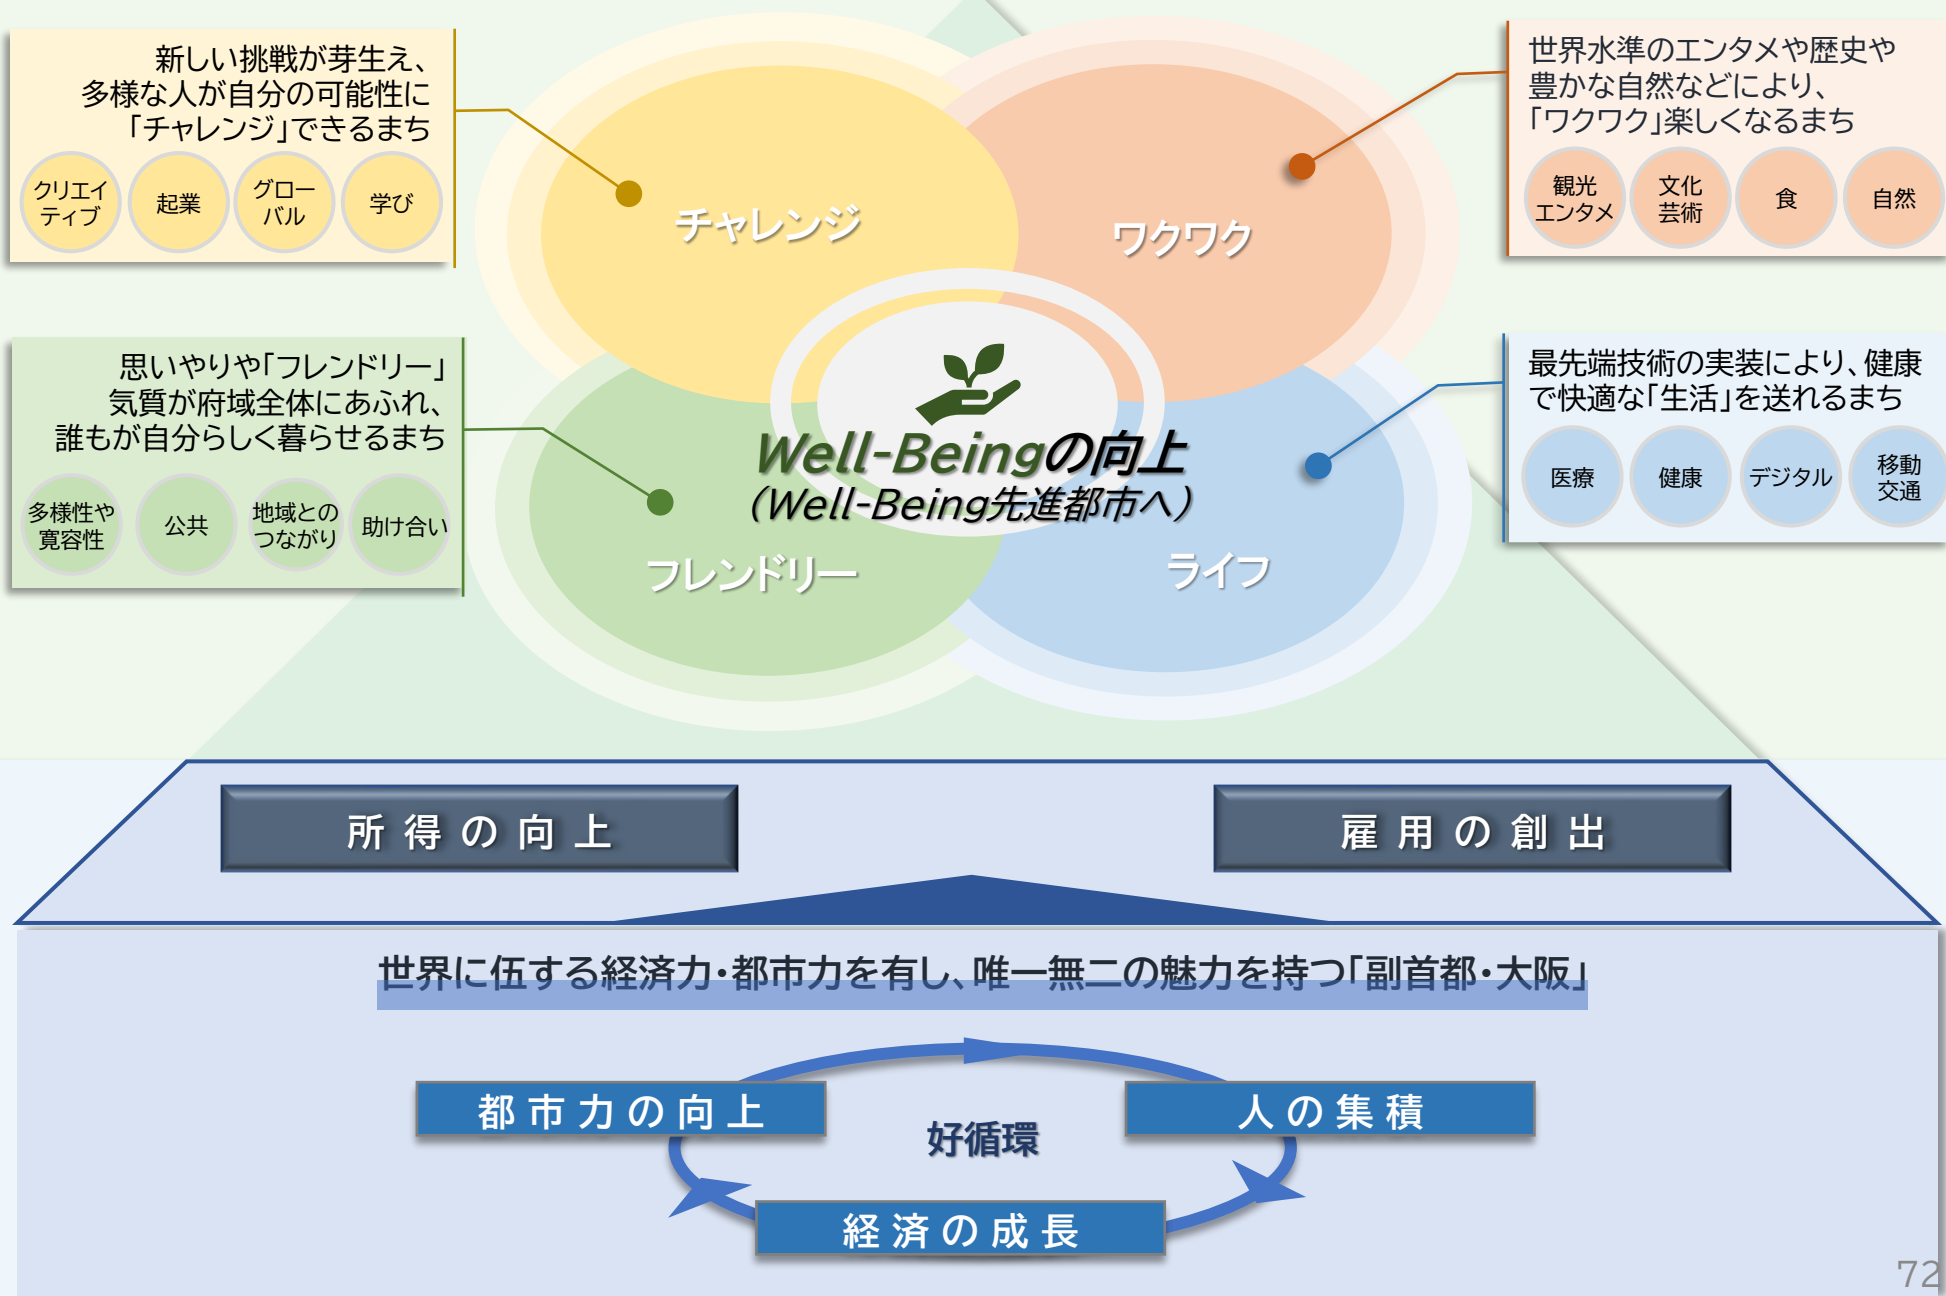 新しい挑戦が芽生え、
多様な人が自分の可能性に
「チャレンジ」できるまち
クリエイ
ティブ
起業
グロー
バル
学び
世界水準のエンタメや歴史や
豊かな自然などにより、
「ワクワク」楽しくなるまち
観光
エンタメ
文化
芸術
食
自然
チャレンジ
ワクワク
思いやりや「フレンドリー」
気質が府域全体にあふれ、
誰もが自分らしく暮らせるまち
多様性や
寛容性
公共
地域との
つながり
助け合い
最先端技術の実装により、健康
で快適な「生活」を送れるまち
医療
健康
デジタル
移動
交通
Well-Beingの向上
(Well-Being先進都市へ)
フレンドリー
ライフ
所得の向上
雇用の創出
世界に伍する経済力・都市力を有し、唯一無二の魅力を持つ「副首都・大阪」
都市力の向上
人の集積
好循環
経済の成長
72